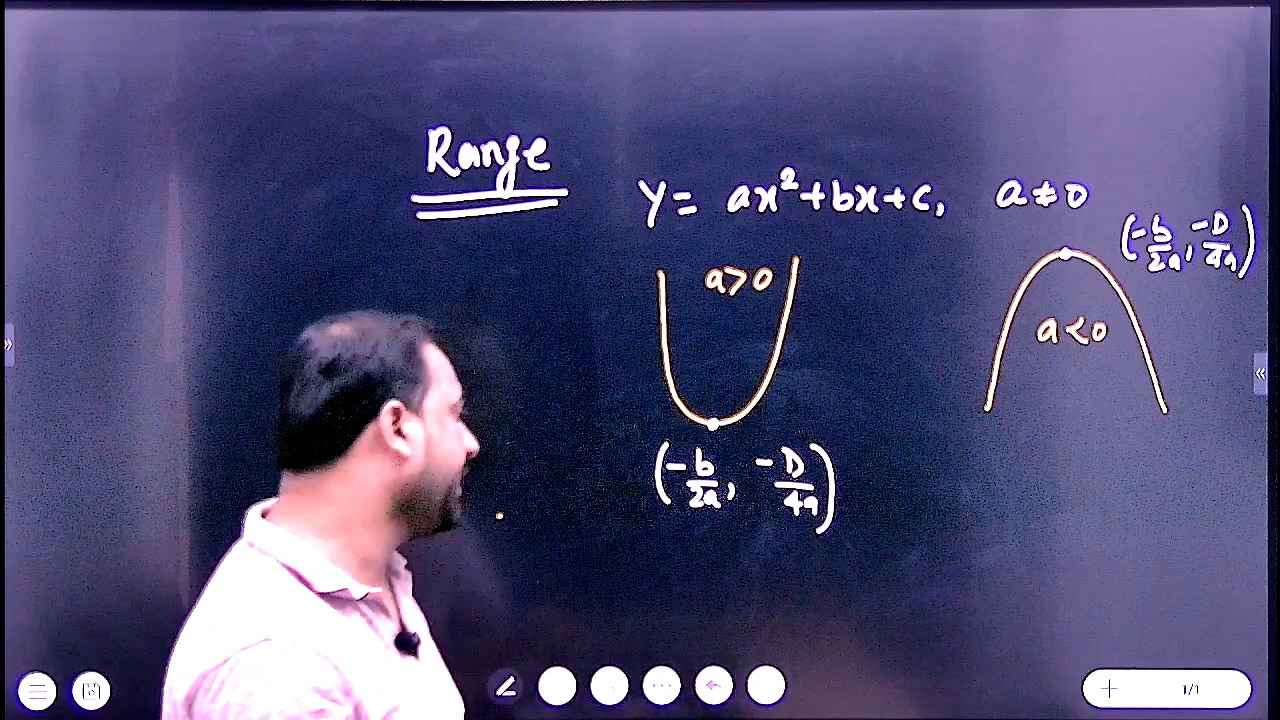 Range
y = ax²+bx+c, a≠0
(-b/2a, -D/4a)
a>0
a<0
(-b/2a, -D/4a)
1/1